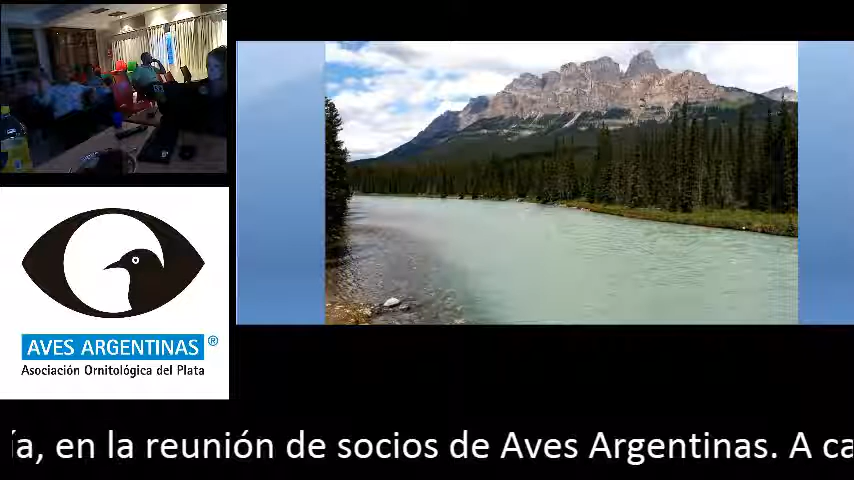 AVES ARGENTINAS ®
Asociación Ornitológica del Plata
ía, en la reunión de socios de Aves Argentinas. A ca